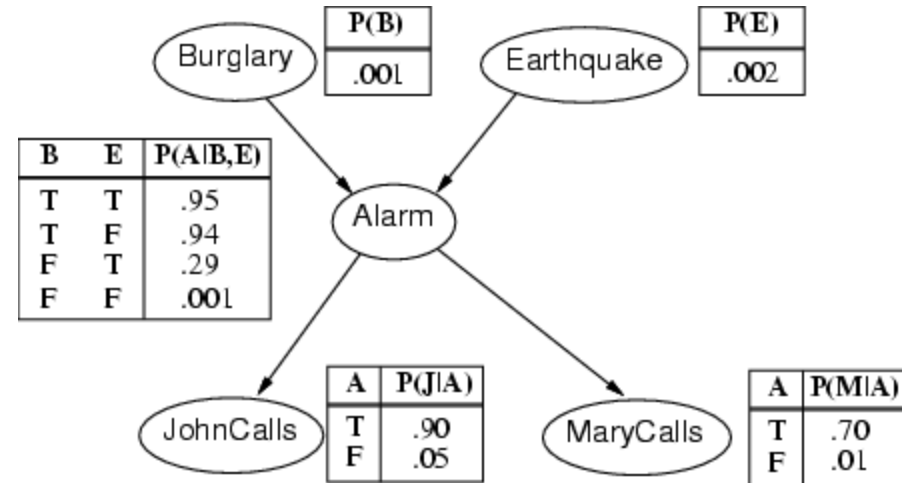 Burglary
P(B)
.001
Earthquake
P(E)
.002
B E P(A|B,E)
T T .95
T F .94
F T .29
F F .001
Alarm
JohnCalls
A P(J|A)
T .90
F .05
MaryCalls
A P(M|A)
T .70
F .01